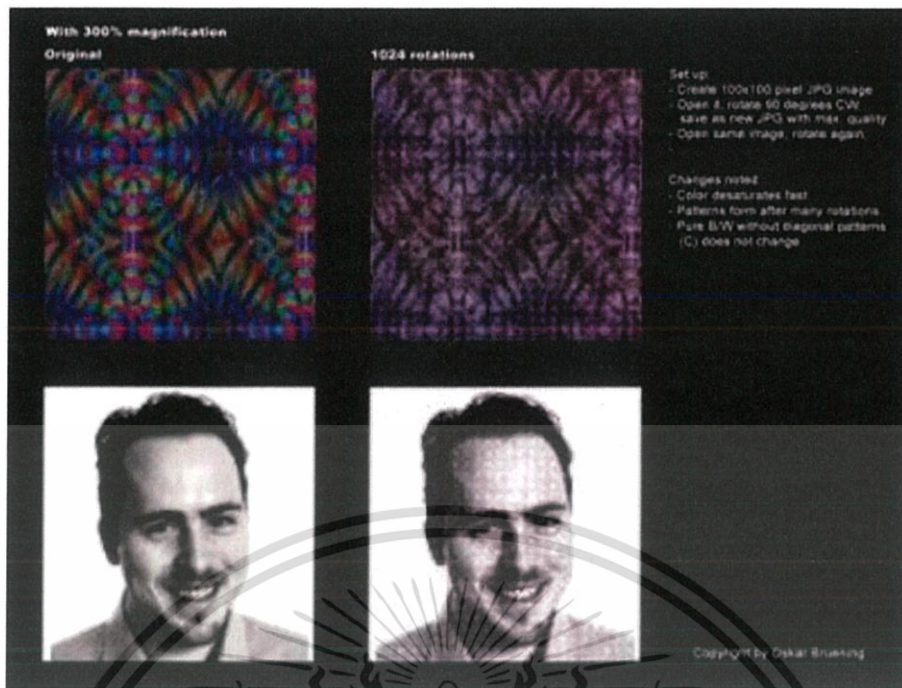 With 300% magnification
Original
1024 rotations
Set up:
- Create 100x100 pixel JPG image
- Open it, rotate 90 degrees CW
save as new JPG with max. quality
- Open same image, rotate again,
Changes noted
- Color desaturates fast
- Patterns form after many rotations
- Pure B/W without diagonal patterns
(C) does not change
Copyright by Oskar Bruening